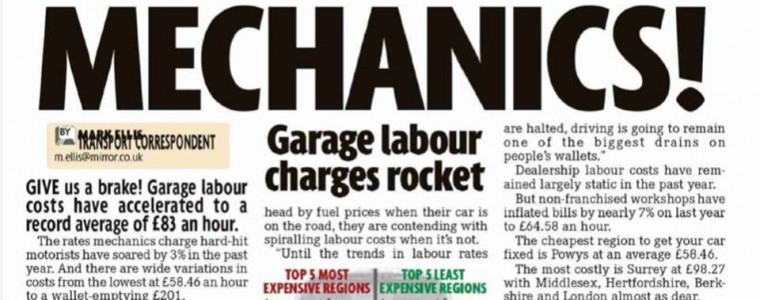 MECHANICS!
BY MARK ELLIS
TRANSPORT CORRESPONDENT
m.ellis@mirror.co.uk
GIVE us a brake! Garage labour
costs have accelerated to a
record average of £83 an hour.
The rates mechanics charge hard-hit
motorists have soared by 3% in the past
year. And there are wide variations in
costs from the lowest at £58.46 an hour
to a wallet-emptying £201.
Garage labour
charges rocket
head by fuel prices when their car is
on the road, they are contending with
spiralling labour costs when it's not.
"Until the trends in labour rates
TOP 5 MOST
EXPENSIVE REGIONS
TOP 5 LEAST
EXPENSIVE REGIONS
are halted, driving is going to remain
one of the biggest drains on
people's wallets."
Dealership labour costs have rem-
ained largely static in the past year.
But non-franchised workshops have
inflated bills by nearly 7% on last year
to £64.58 an hour.
The cheapest region to get your car
fixed is Powys at an average £58.46.
The most costly is Surrey at £98.27
with Middlesex, Hertfordshire, Berk-
shire and London almost as dear.